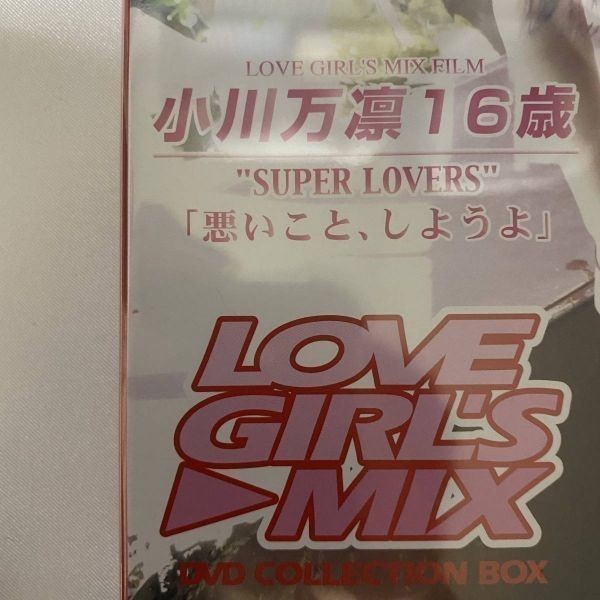 LOVE GIRL'S MIX FILM
小川万凛16歳
"SUPER LOVERS"
「悪いこと、しようよ」
LOVE
GIRL'S
MIX
DVD COLLECTION BOX